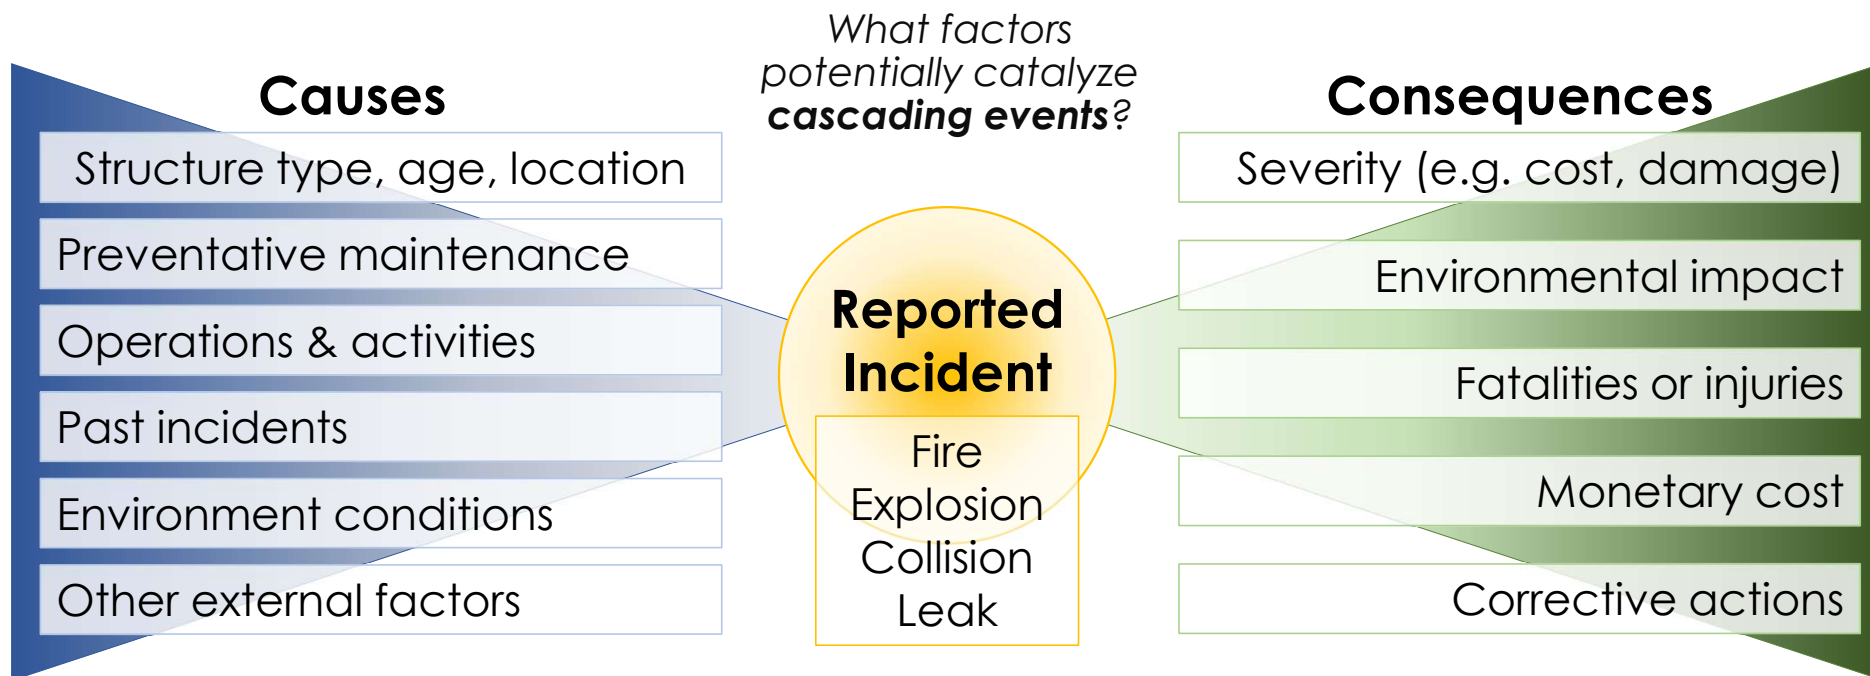 What factors
potentially catalyze
cascading events?
Causes
Structure type, age, location
Preventative maintenance
Operations & activities
Past incidents
Environment conditions
Other external factors
Reported
Incident
Fire
Explosion
Collision
Leak
Consequences
Severity (e.g. cost, damage)
Environmental impact
Fatalities or injuries
Monetary cost
Corrective actions